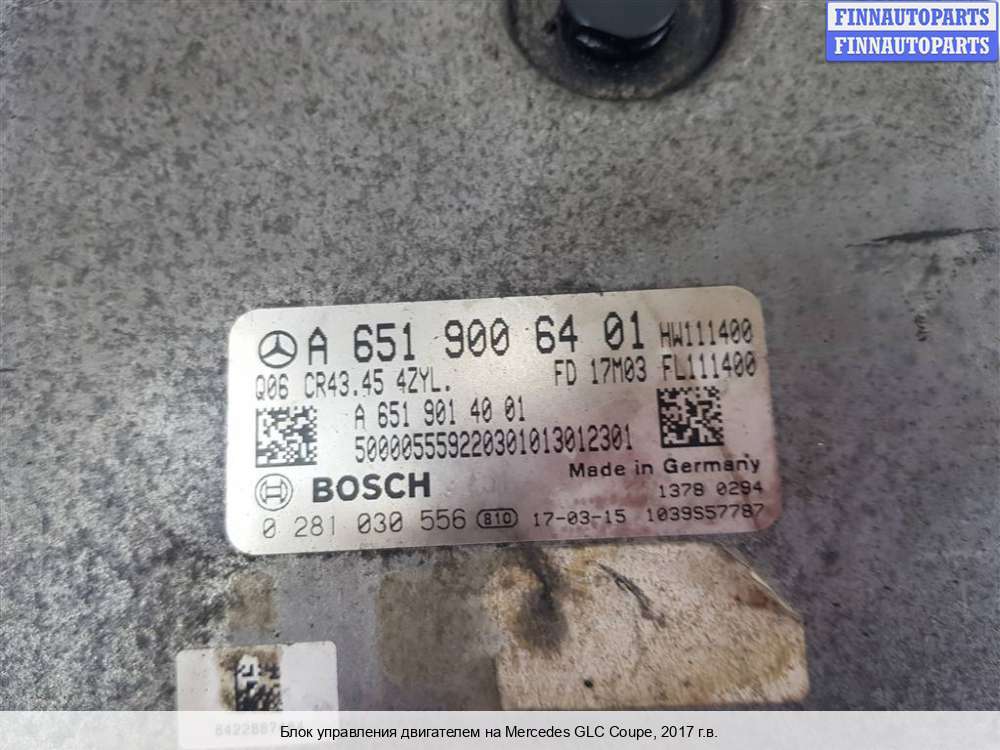 FINNAUTOPARTS
FINNAUTOPARTS
A 651 900 64 01 HW111400
Q06 CR43.45 4ZYL. FD 17M03 FL111400
A 651 901 40 01
500005559220301013012301
Made in Germany
BOSCH
1378 0294
0 281 030 556 810 17-03-15 1039S57787
Блок управления двигателем на Mercedes GLC Coupe, 2017 г.в.